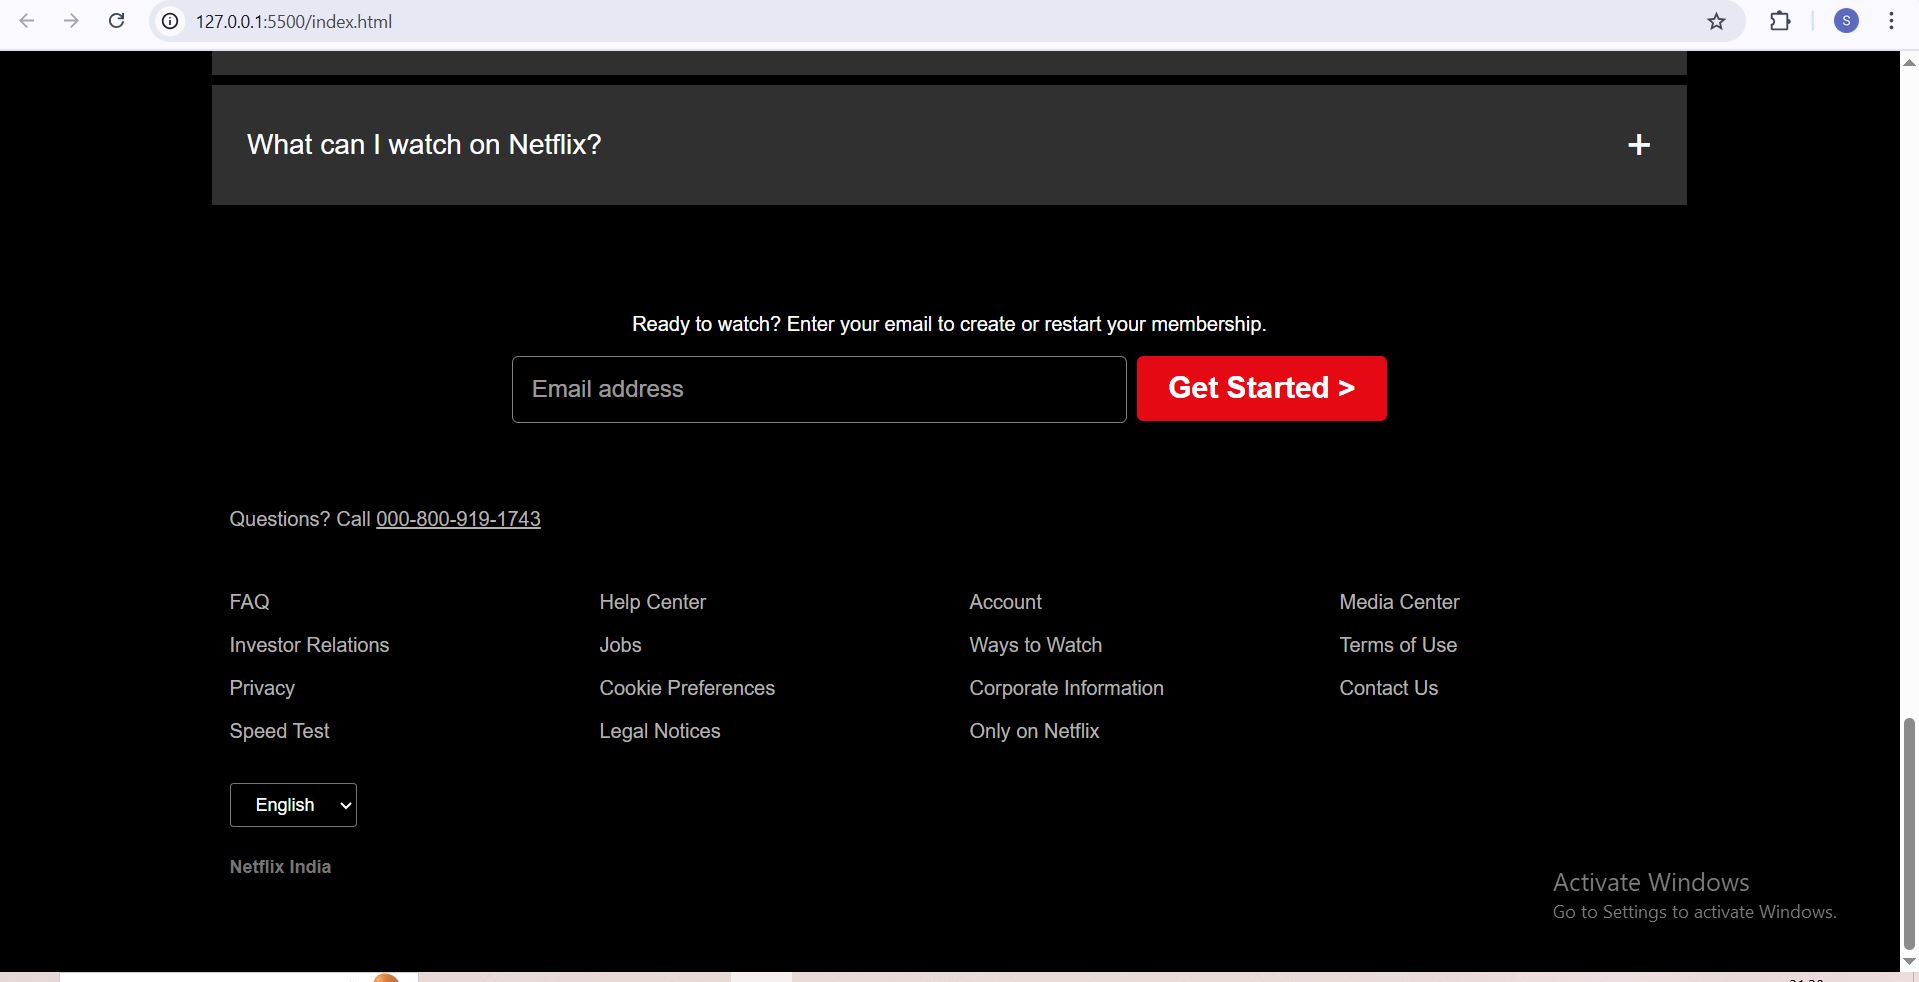 127.0.0.1:5500/index.html
S
What can I watch on Netflix?
+
Ready to watch? Enter your email to create or restart your membership.
Email address
Get Started >
Questions? Call 000-800-919-1743
FAQ Help Center Account Media Center
Investor Relations Jobs Ways to Watch Terms of Use
Privacy Cookie Preferences Corporate Information Contact Us
Speed Test Legal Notices Only on Netflix
English
Netflix India
Activate Windows
Go to Settings to activate Windows.